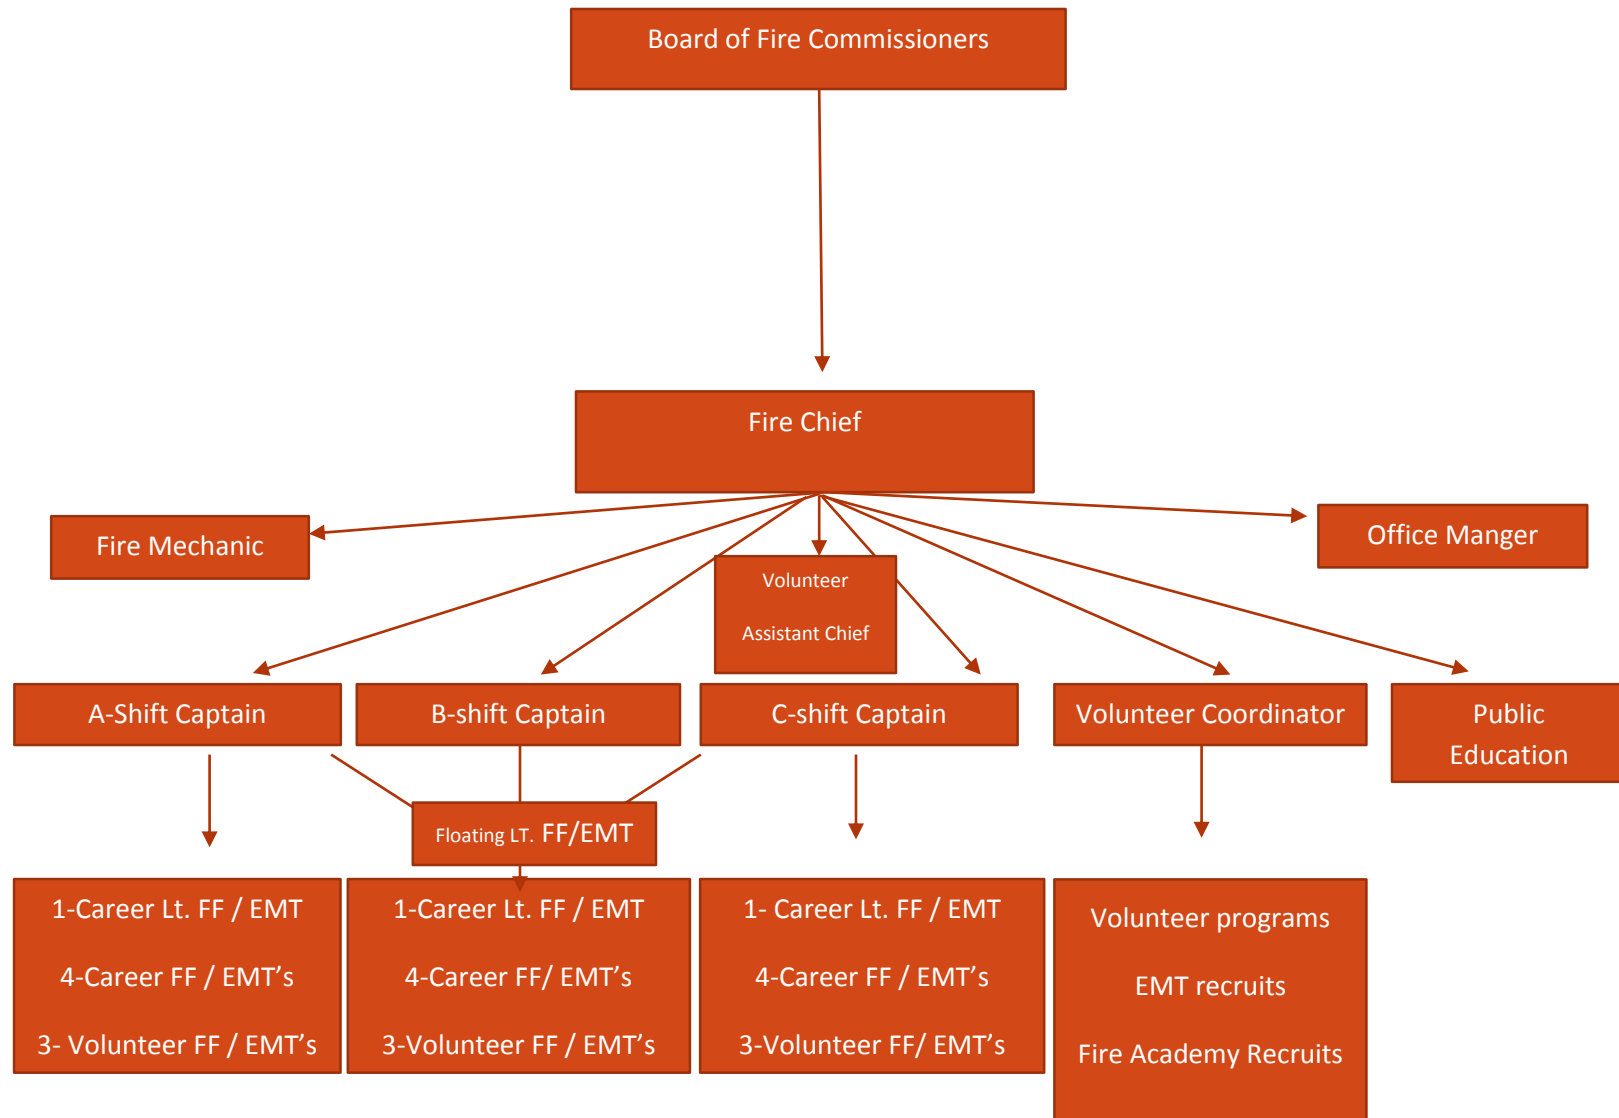 Board of Fire Commissioners
Fire Chief
Fire Mechanic
Office Manger
Volunteer
Assistant Chief
A-Shift Captain
B-shift Captain
C-shift Captain
Volunteer Coordinator
Public
Education
Floating LT. FF/EMT
1-Career Lt. FF / EMT
4-Career FF / EMT’s
3- Volunteer FF / EMT’s
1-Career Lt. FF / EMT
4-Career FF/ EMT’s
3-Volunteer FF / EMT’s
1- Career Lt. FF / EMT
4-Career FF / EMT’s
3-Volunteer FF/ EMT’s
Volunteer programs
EMT recruits
Fire Academy Recruits